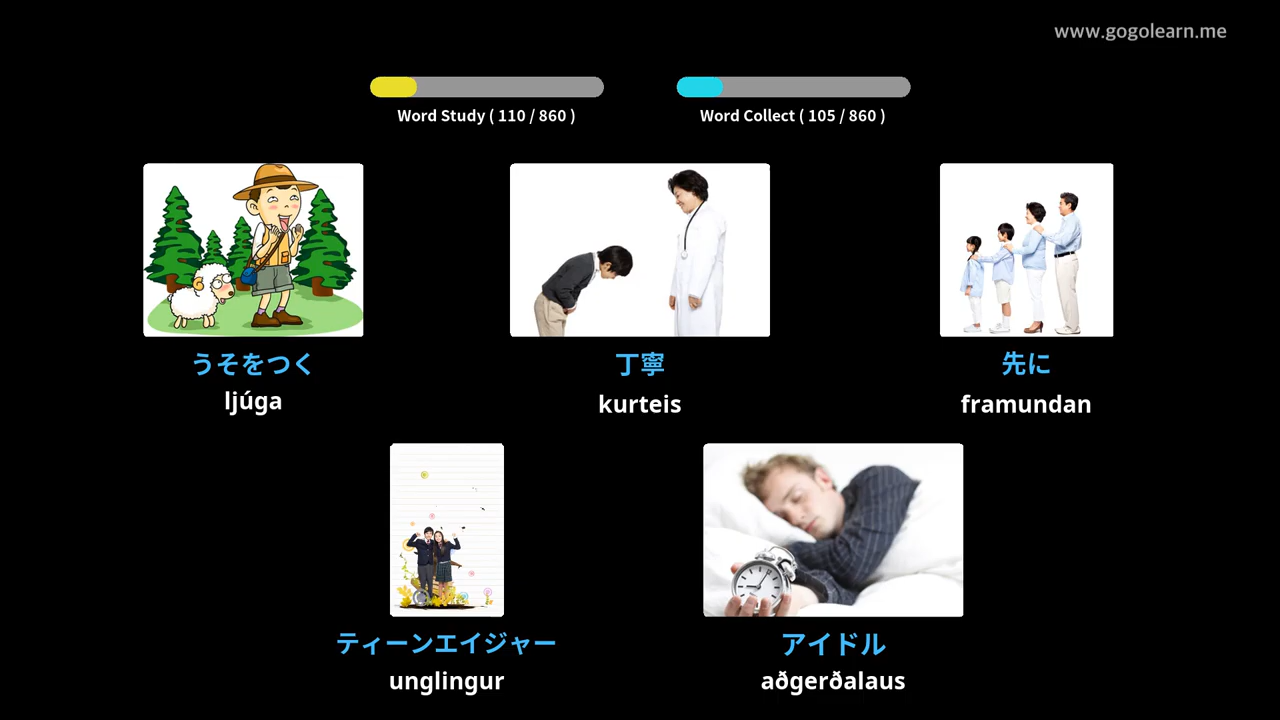 www.gogolearn.me
Word Study ( 110 / 860 )
Word Collect ( 105 / 860 )
うそをつく
ljúga
丁寧
kurteis
先に
framundan
ティーンエイジャー
unglingur
アイドル
aðgerðalaus